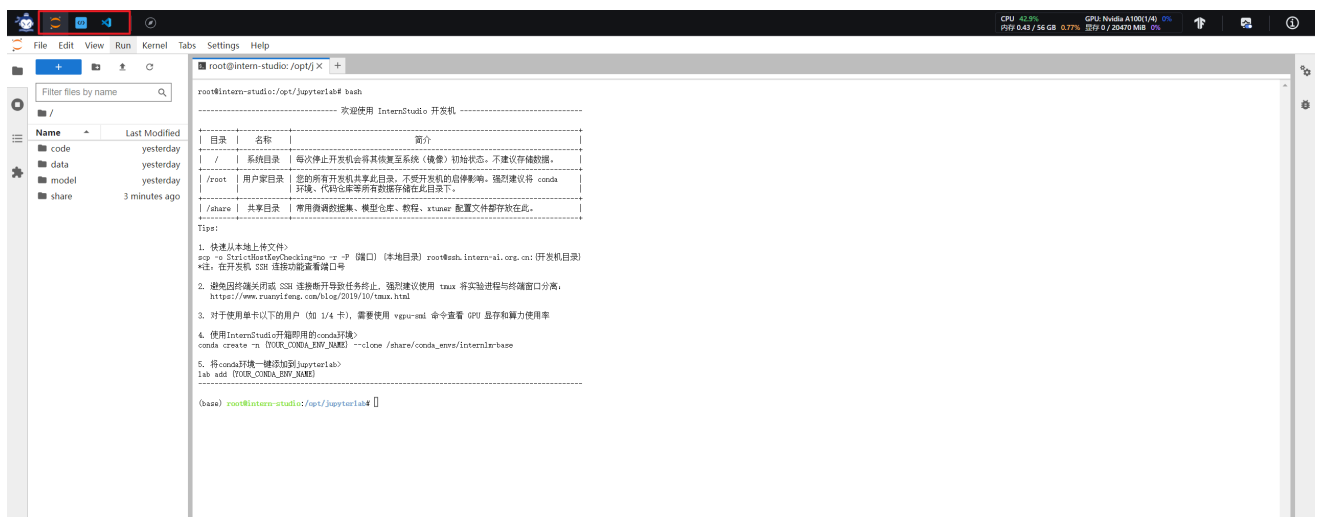 CPU 42.9% GPU: Nvidia A100(1/4) 0%
内存 0.43 / 56 GB 0.77% 显存 0 / 20470 MiB 0%
File Edit View Run Kernel Tabs Settings Help
root@intern-studio: /opt/j
Filter files by name
/
Name Last Modified
code yesterday
data yesterday
model yesterday
share 3 minutes ago
root@intern-studio:/opt/jupyterlab# bash
---------------------------------- 欢迎使用 InternStudio 开发机 ------------------------------
| 目录 | 名称 | 简介 |
| / | 系统目录 | 每次停止开发机会将其恢复至系统（镜像）初始状态。不建议存储数据。 |
| /root | 用户家目录 | 您的所有开发机共享此目录，不受开发机的启停影响。强烈建议将 conda |
| 环境、代码仓库等所有数据存储在此目录下。 |
| /share | 共享目录 | 常用微调数据集、模型仓库、教程、xtuner 配置文件都存放在此。 |
Tips:
1. 快速从本地上传文件>
scp -o StrictHostKeyChecking=no -r -P {端口} {本地目录} root@ssh.intern-ai.org.cn:{开发机目录}
*注：在开发机 SSH 连接功能查看端口号
2. 避免因终端关闭或 SSH 连接断开导致任务终止，强烈建议使用 tmux 将实验进程与终端窗口分离：
https://www.ruanyifeng.com/blog/2019/10/tmux.html
3. 对于使用单卡以下的用户（如 1/4 卡），需要使用 vgpu-smi 命令查看 GPU 显存和算力使用率
4. 使用InternStudio开箱即用的conda环境>
conda create -n {YOUR_CONDA_ENV_NAME} --clone /share/conda_envs/internlm-base
5. 将conda环境一键添加到jupyterlab>
lab add {YOUR_CONDA_ENV_NAME}
(base) root@intern-studio:/opt/jupyterlab#